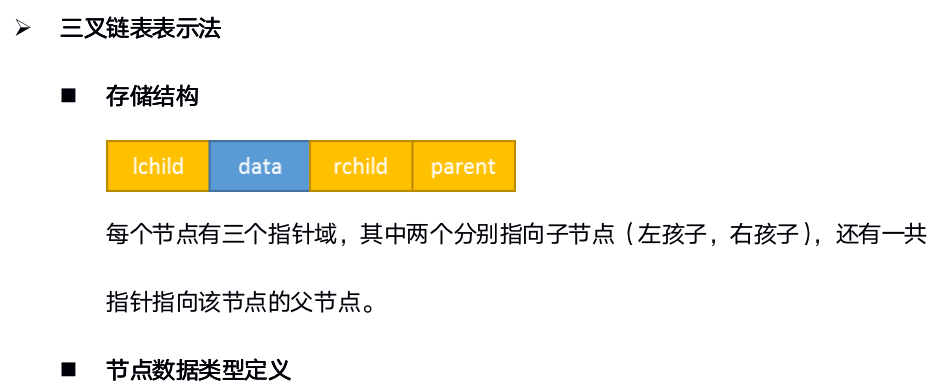 ➢ 三叉链表表示法
■ 存储结构
lchild data rchild parent
每个节点有三个指针域，其中两个分别指向子节点（左孩子，右孩子），还有一共
指针指向该节点的父节点。
■ 节点数据类型定义